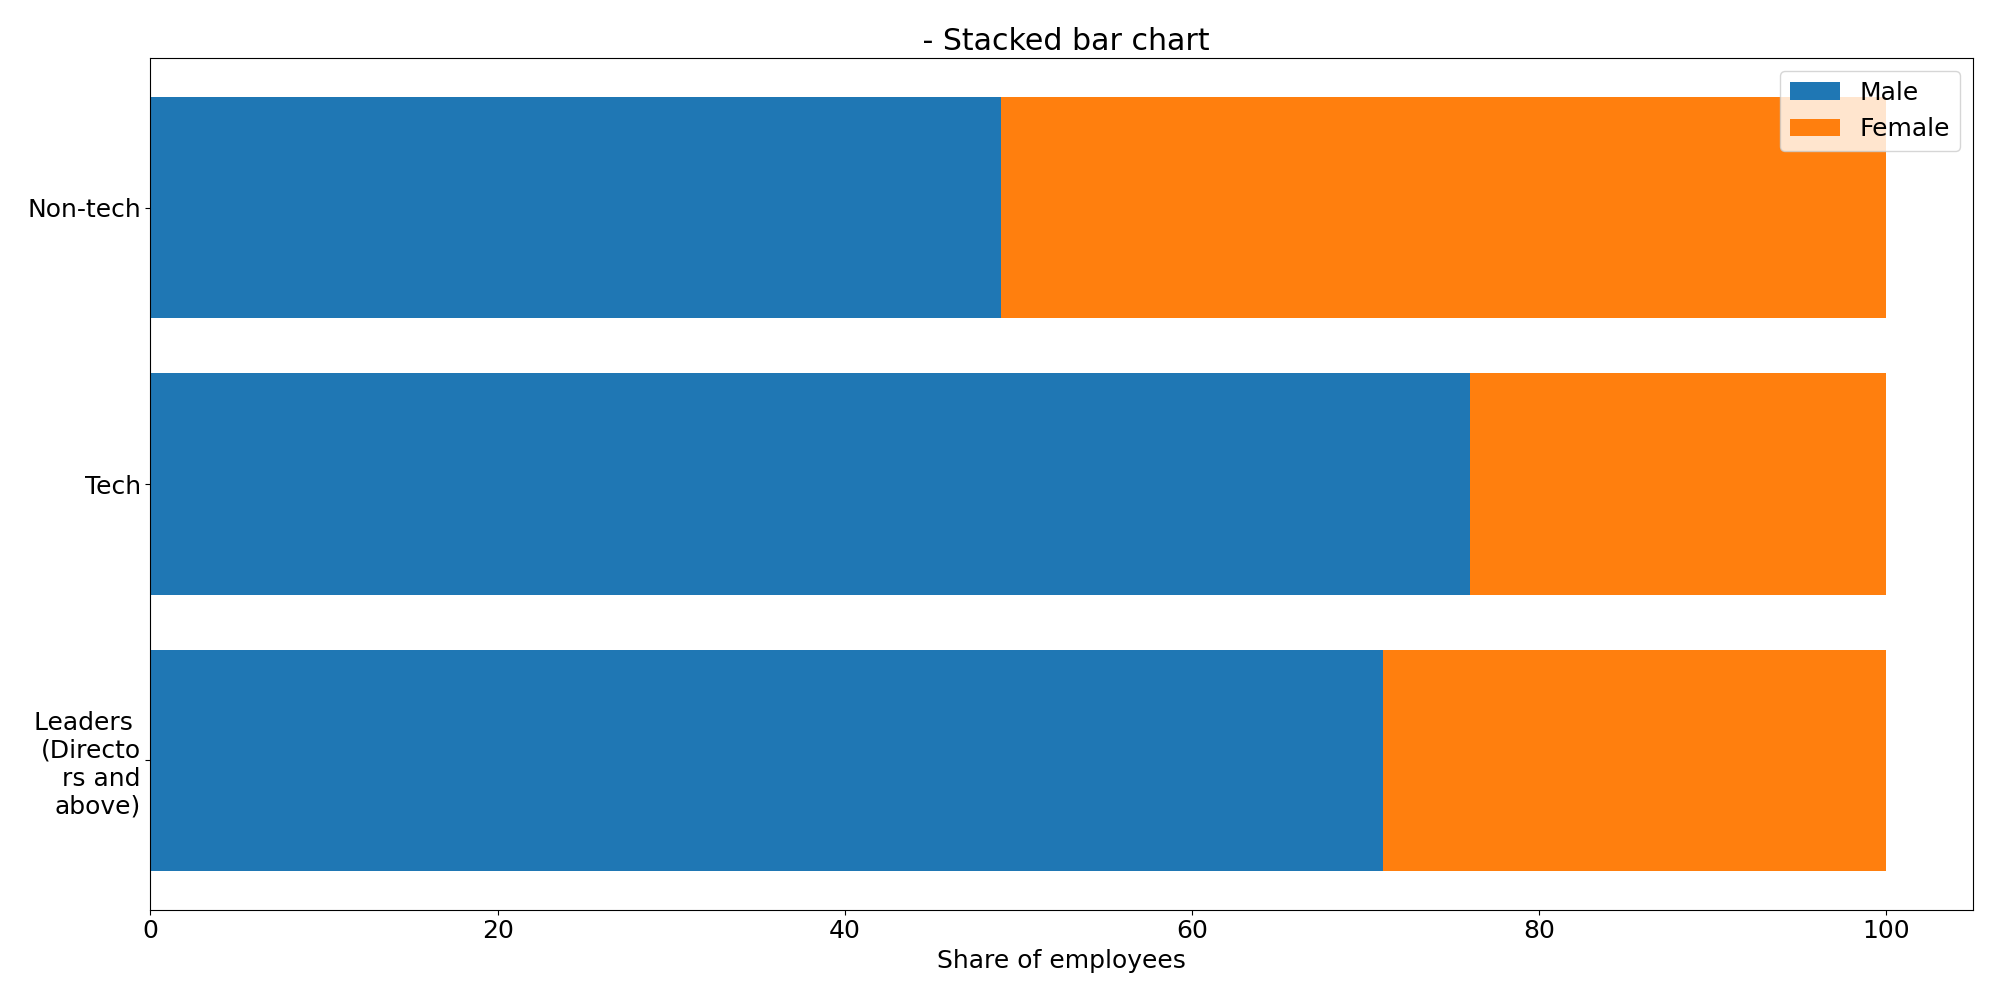 - Stacked bar chart
Male
Female
Non-tech
Tech
Leaders
(Directo
rs and
above)
0 20 40 60 80 100
Share of employees